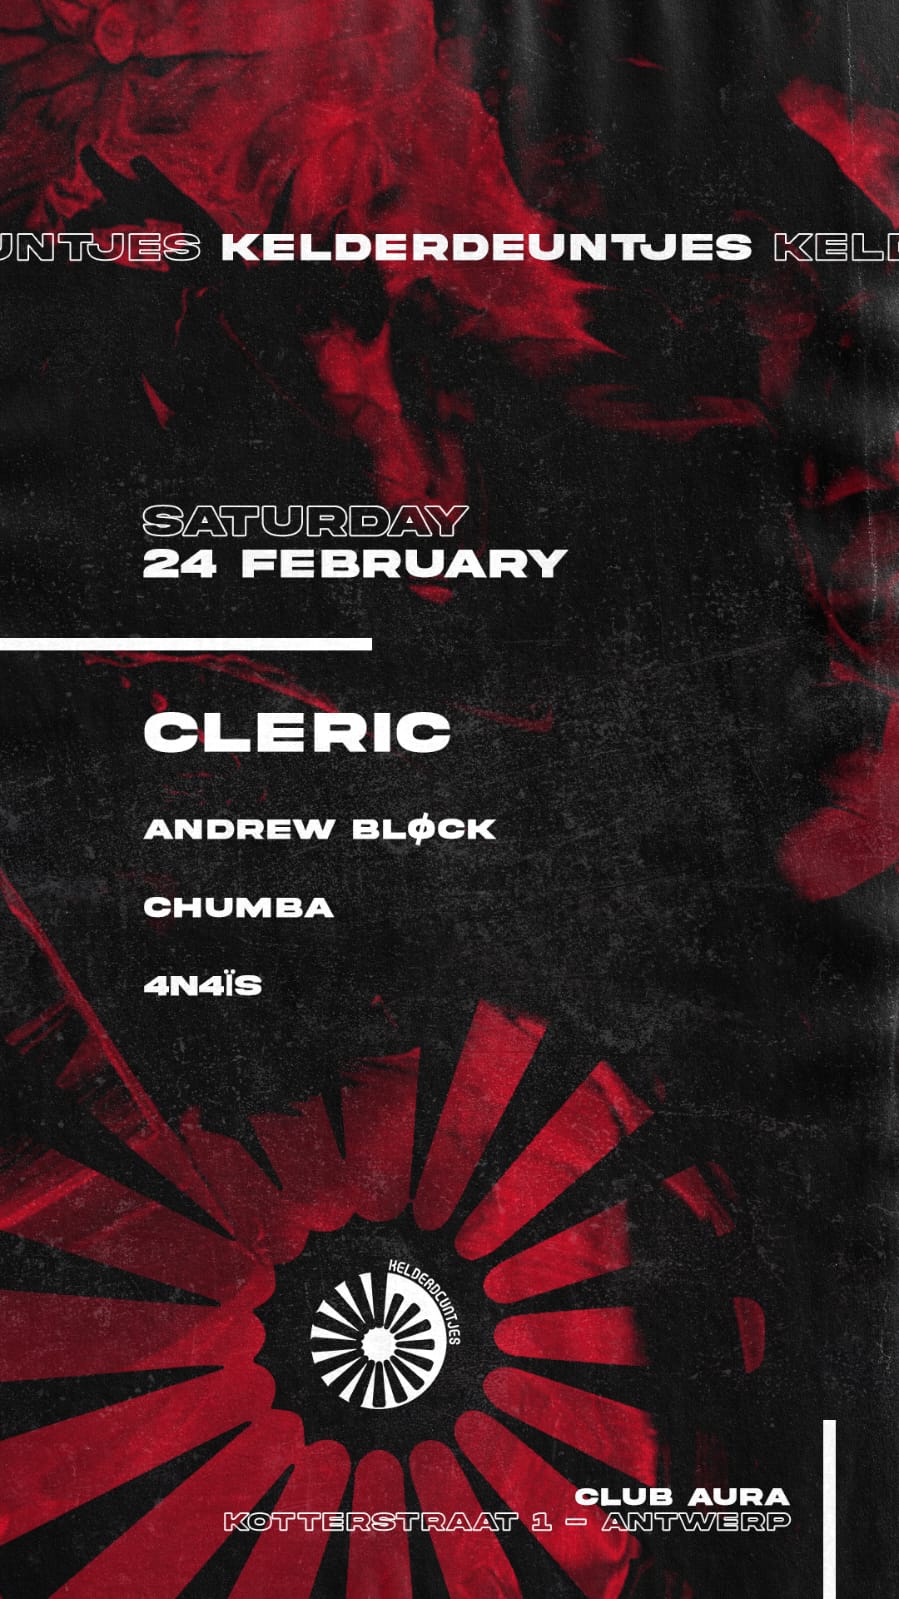 UNTJES KELDERDEUNTJES KELD
SATURDAY
24 FEBRUARY
CLERIC
ANDREW BLØCK
CHUMBA
4N4ÏS
KELDERDEUNTJES
CLUB AURA
KOTTERSTRAAT 1 – ANTWERP